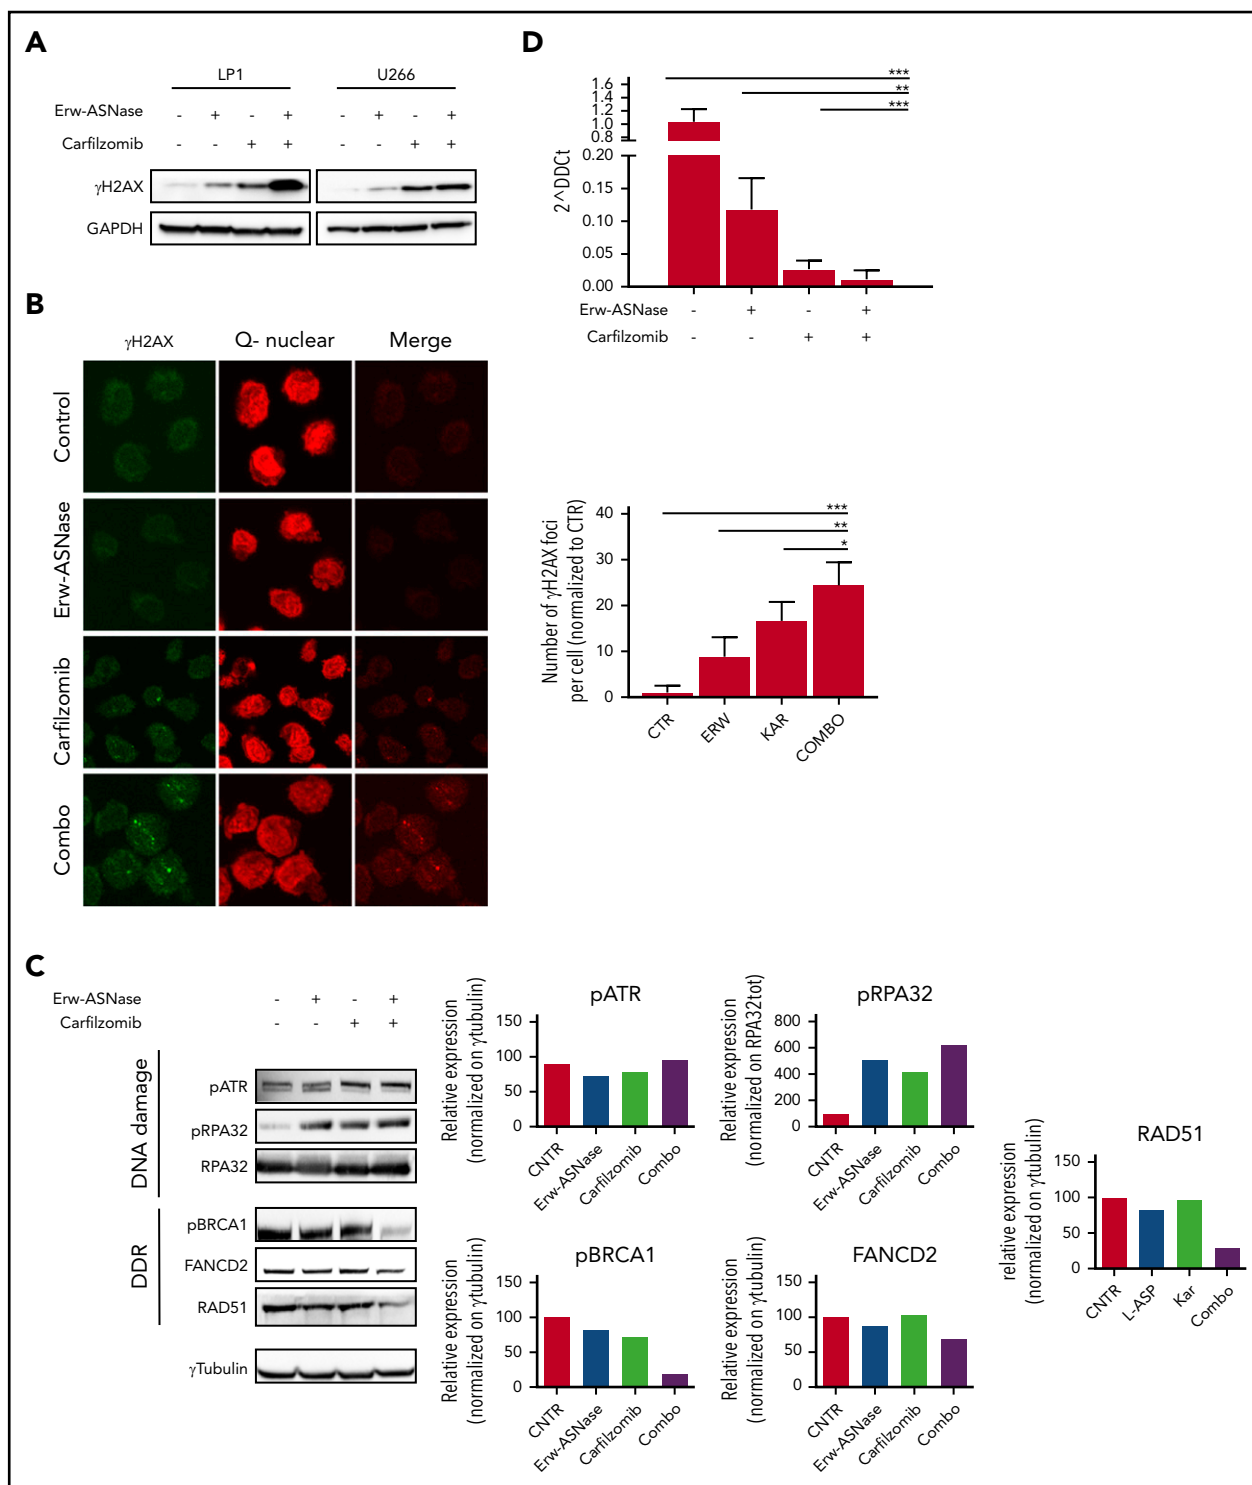 A
LP1 U266
Erw-ASNase - + - + - + - +
Carfilzomib - - + + - - + +
γH2AX
GAPDH
B
γH2AX Q- nuclear Merge
Control
Erw-ASNase
Carfilzomib
Combo
D
2^DDCt
1.6
1.4
1.2
1.0
0.8
0.20
0.15
0.10
0.05
0.00
***
**
***
Erw-ASNase - + - +
Carfilzomib - - + +
Number of γH2AX foci
per cell (normalized to CTR)
40
30
20
10
0
***
**
*
CTR ERW KAR COMBO
C
Erw-ASNase - + - +
Carfilzomib - - + +
DNA damage
pATR
pRPA32
RPA32
DDR
pBRCA1
FANCD2
RAD51
γTubulin
pATR
Relative expression
(normalized on γtubulin)
150
100
50
0
CNTR Erw-ASNase Carfilzomib Combo
pRPA32
Relative expression
(normalized on RPA32tot)
800
600
400
200
0
CNTR Erw-ASNase Carfilzomib Combo
pBRCA1
Relative expression
(normalized on γtubulin)
150
100
50
0
CNTR Erw-ASNase Carfilzomib Combo
FANCD2
Relative expression
(normalized on γtubulin)
150
100
50
0
CNTR Erw-ASNase Carfilzomib Combo
RAD51
relative expression
(normalized on γtubulin)
150
100
50
0
CNTR L-ASP Kar Combo